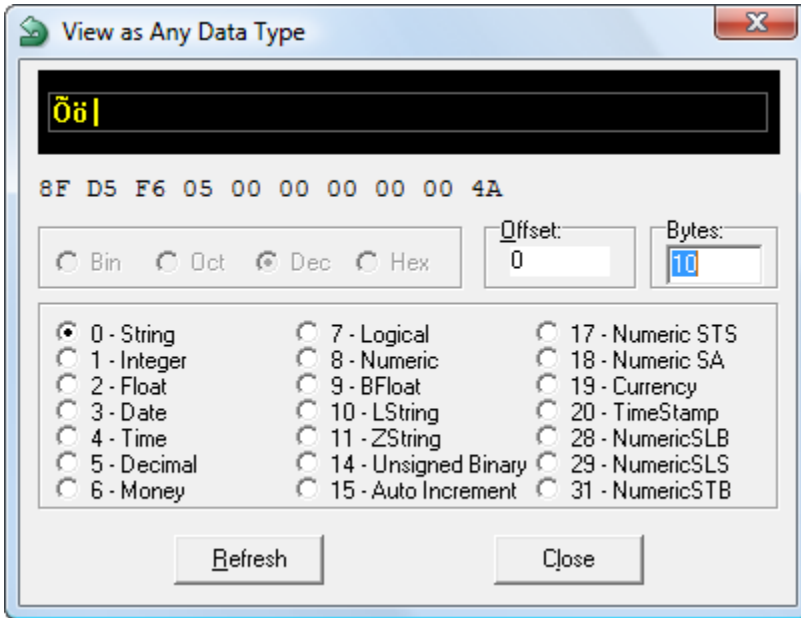 View as Any Data Type
Õö|
8F D5 F6 05 00 00 00 00 00 4A
Offset:
Bytes:
Bin Oct Dec Hex
0
10
0 - String
1 - Integer
2 - Float
3 - Date
4 - Time
5 - Decimal
6 - Money
7 - Logical
8 - Numeric
9 - BFloat
10 - LString
11 - ZString
14 - Unsigned Binary
15 - Auto Increment
17 - Numeric STS
18 - Numeric SA
19 - Currency
20 - TimeStamp
28 - NumericSLB
29 - NumericSLS
31 - NumericSTB
Refresh
Close